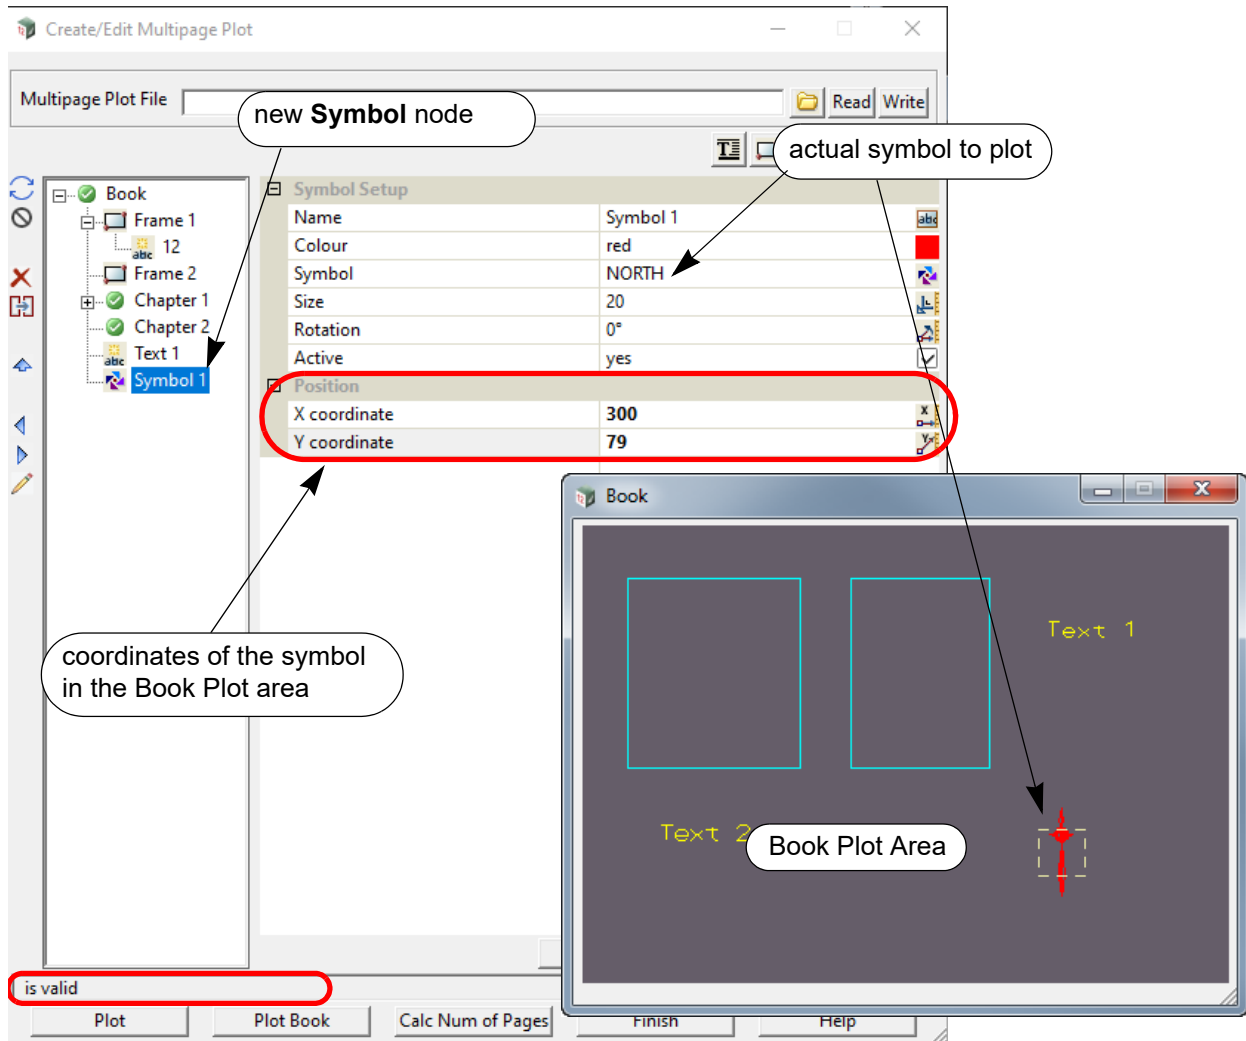 Create/Edit Multipage Plot
Multipage Plot File
Read
Write
new Symbol node
actual symbol to plot
Book
Frame 1
12
Frame 2
Chapter 1
Chapter 2
Text 1
Symbol 1
Symbol Setup
Name Symbol 1
Colour red
Symbol NORTH
Size 20
Rotation 0°
Active yes
Position
X coordinate 300
Y coordinate 79
coordinates of the symbol
in the Book Plot area
Book
Text 1
Text 2
Book Plot Area
is valid
Plot
Plot Book
Calc Num of Pages
Finish
Help